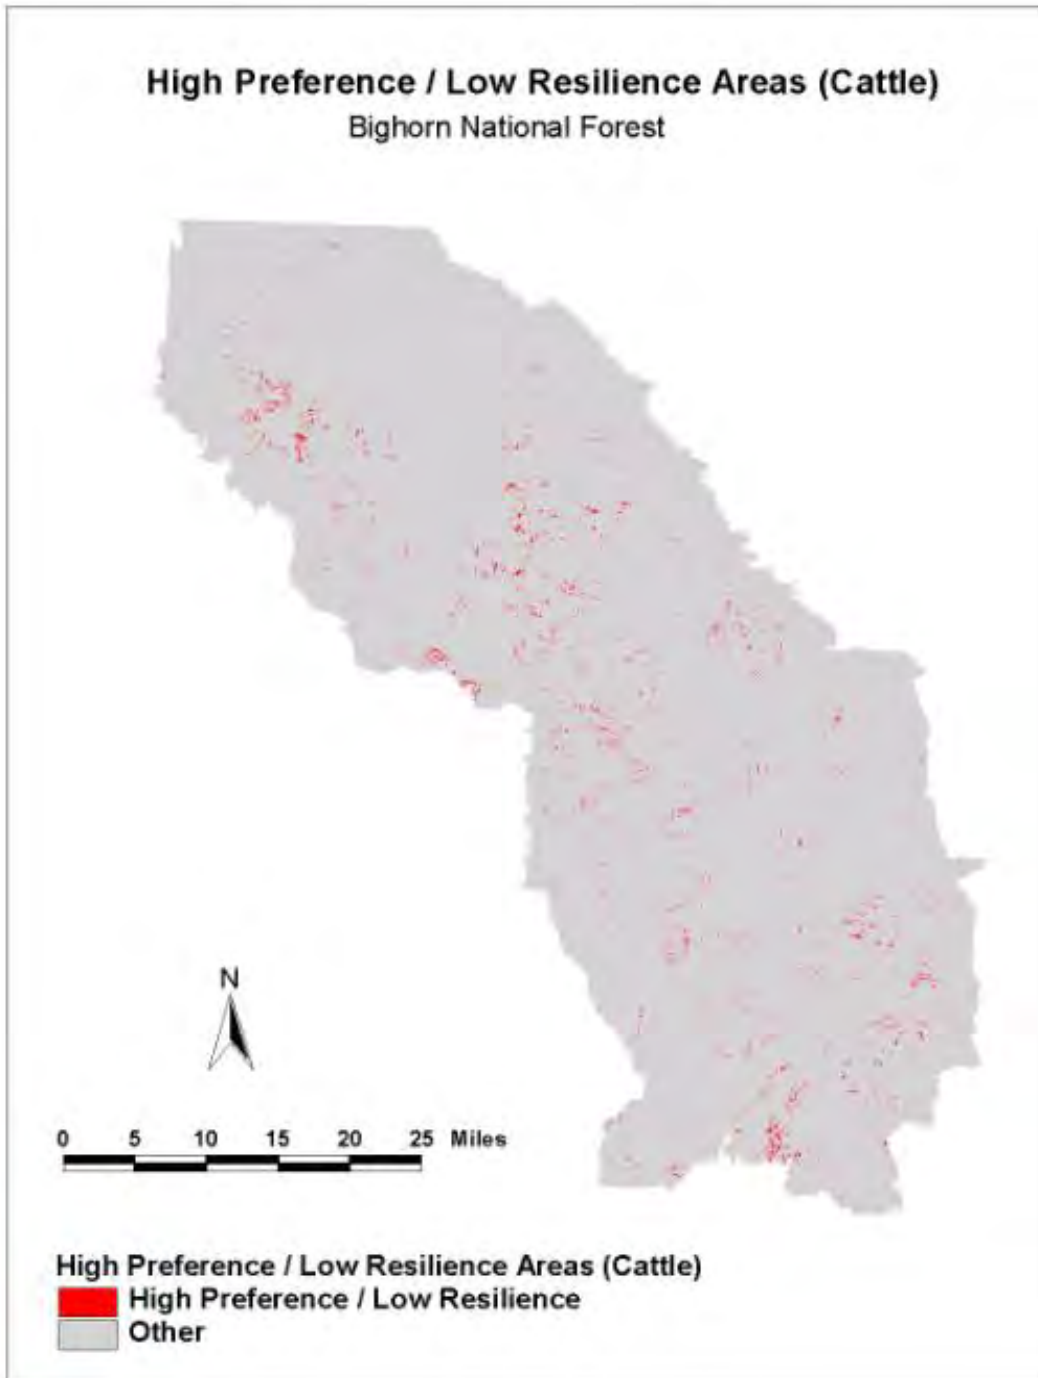 High Preference / Low Resilience Areas (Cattle)
Bighorn National Forest
N
0 5 10 15 20 25 Miles
High Preference / Low Resilience Areas (Cattle)
High Preference / Low Resilience
Other